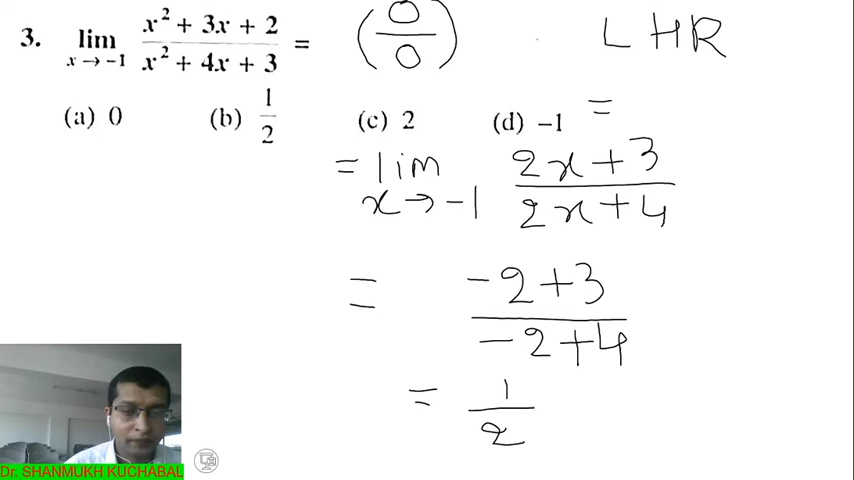 3. lim x → −1 (x² + 3x + 2)/(x² + 4x + 3) = (0/0) LHR
(a) 0 (b) 1/2 (c) 2 (d) −1 =
= lim x → −1 (2x + 3)/(2x + 4)
= (−2 + 3)/(−2 + 4)
= 1/2
Dr. SHANMUKH KUCHABAL